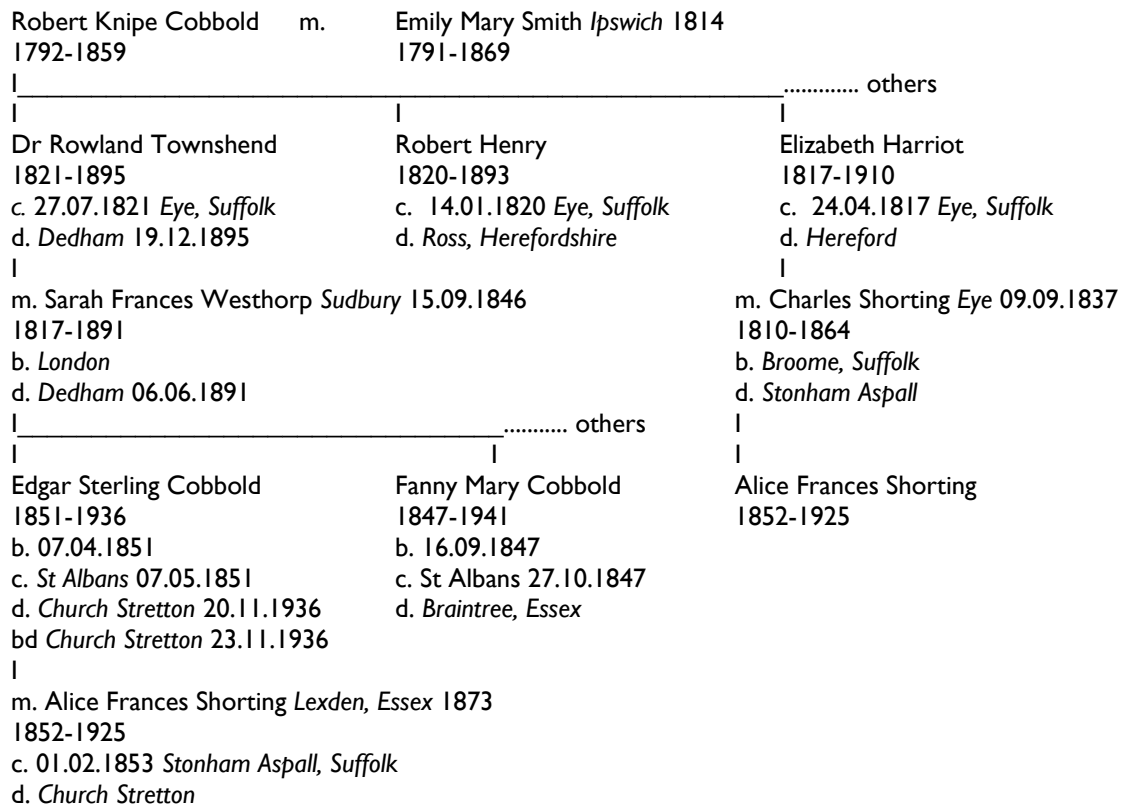 Robert Knipe Cobbold m. Emily Mary Smith Ipswich 1814
1792-1859 1791-1869
............. others
Dr Rowland Townshend Robert Henry Elizabeth Harriot
1821-1895 1820-1893 1817-1910
c. 27.07.1821 Eye, Suffolk c. 14.01.1820 Eye, Suffolk c. 24.04.1817 Eye, Suffolk
d. Dedham 19.12.1895 d. Ross, Herefordshire d. Hereford
m. Sarah Frances Westhorp Sudbury 15.09.1846 m. Charles Shorting Eye 09.09.1837
1817-1891 1810-1864
b. London b. Broome, Suffolk
d. Dedham 06.06.1891 d. Stonham Aspall
........... others
Edgar Sterling Cobbold Fanny Mary Cobbold Alice Frances Shorting
1851-1936 1847-1941 1852-1925
b. 07.04.1851 b. 16.09.1847
c. St Albans 07.05.1851 c. St Albans 27.10.1847
d. Church Stretton 20.11.1936 d. Braintree, Essex
bd Church Stretton 23.11.1936
m. Alice Frances Shorting Lexden, Essex 1873
1852-1925
c. 01.02.1853 Stonham Aspall, Suffolk
d. Church Stretton